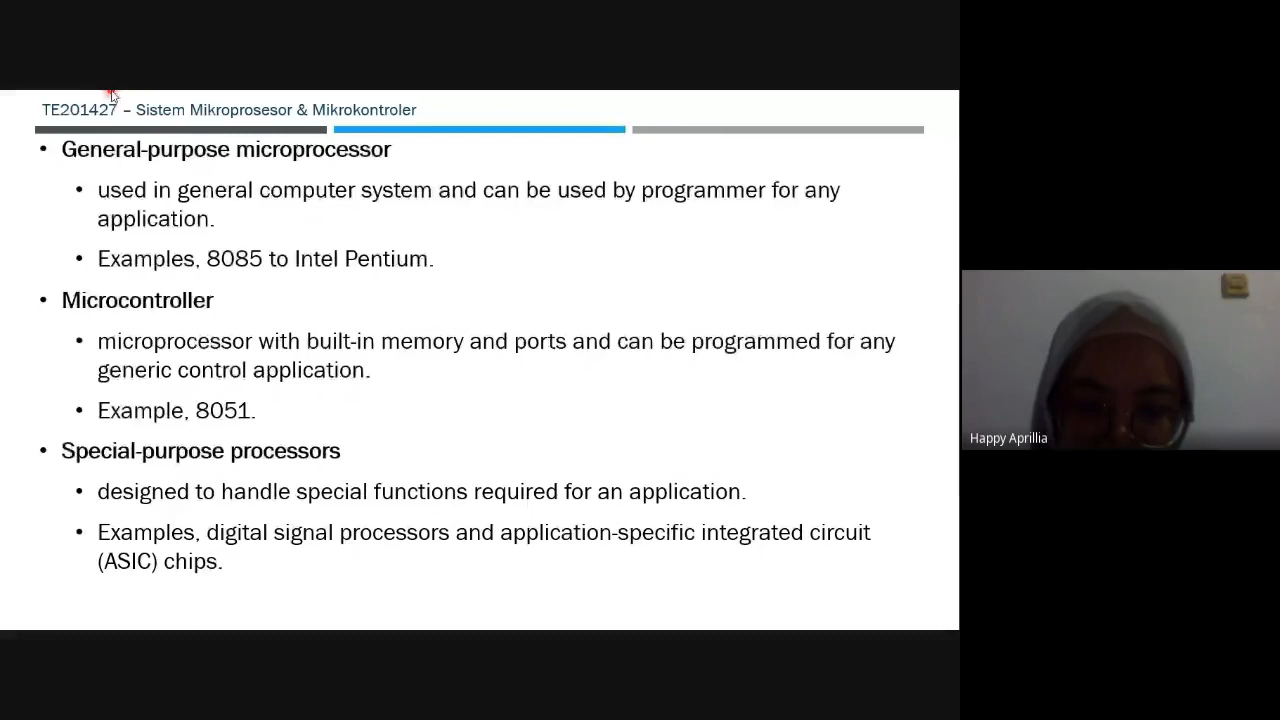 TE201427 – Sistem Mikroprosesor & Mikrokontroler
• General-purpose microprocessor
• used in general computer system and can be used by programmer for any
application.
• Examples, 8085 to Intel Pentium.
• Microcontroller
• microprocessor with built-in memory and ports and can be programmed for any
generic control application.
• Example, 8051.
• Special-purpose processors
• designed to handle special functions required for an application.
• Examples, digital signal processors and application-specific integrated circuit
(ASIC) chips.
Happy Aprillia